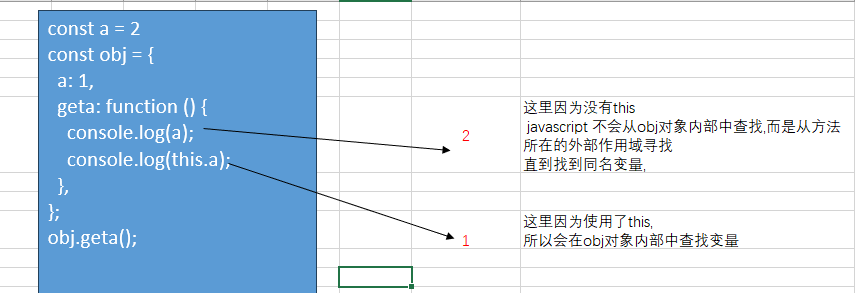 const a = 2
const obj = {
a: 1,
geta: function () {
console.log(a);
console.log(this.a);
},
};
obj.geta();
2
这里因为没有this
javascript 不会从obj对象内部中查找,而是从方法
所在的外部作用域寻找
直到找到同名变量,
1
这里因为使用了this,
所以会在obj对象内部中查找变量